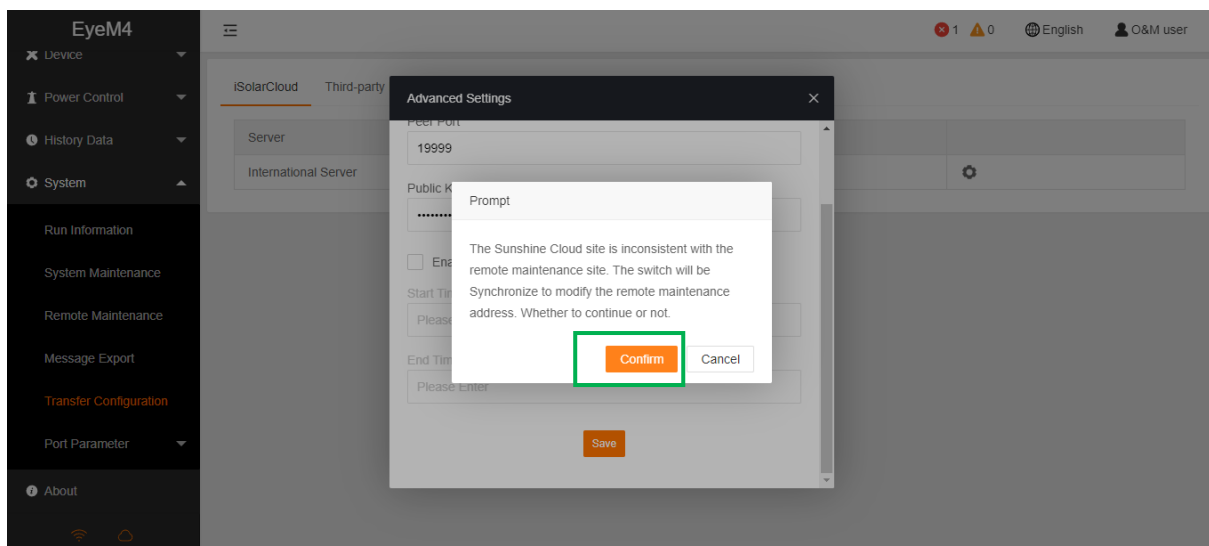 EyeM4
1
0
English
O&M user
Device
Power Control
History Data
System
Run Information
System Maintenance
Remote Maintenance
Message Export
Transfer Configuration
Port Parameter
About
iSolarCloud
Third-party
Server
International Server
Advanced Settings
Peer Port
19999
Public K
Prompt
The Sunshine Cloud site is inconsistent with the
remote maintenance site. The switch will be
Synchronize to modify the remote maintenance
address. Whether to continue or not.
Confirm
Cancel
Ena
Start Tim
Please
End Tim
Please Enter
Save